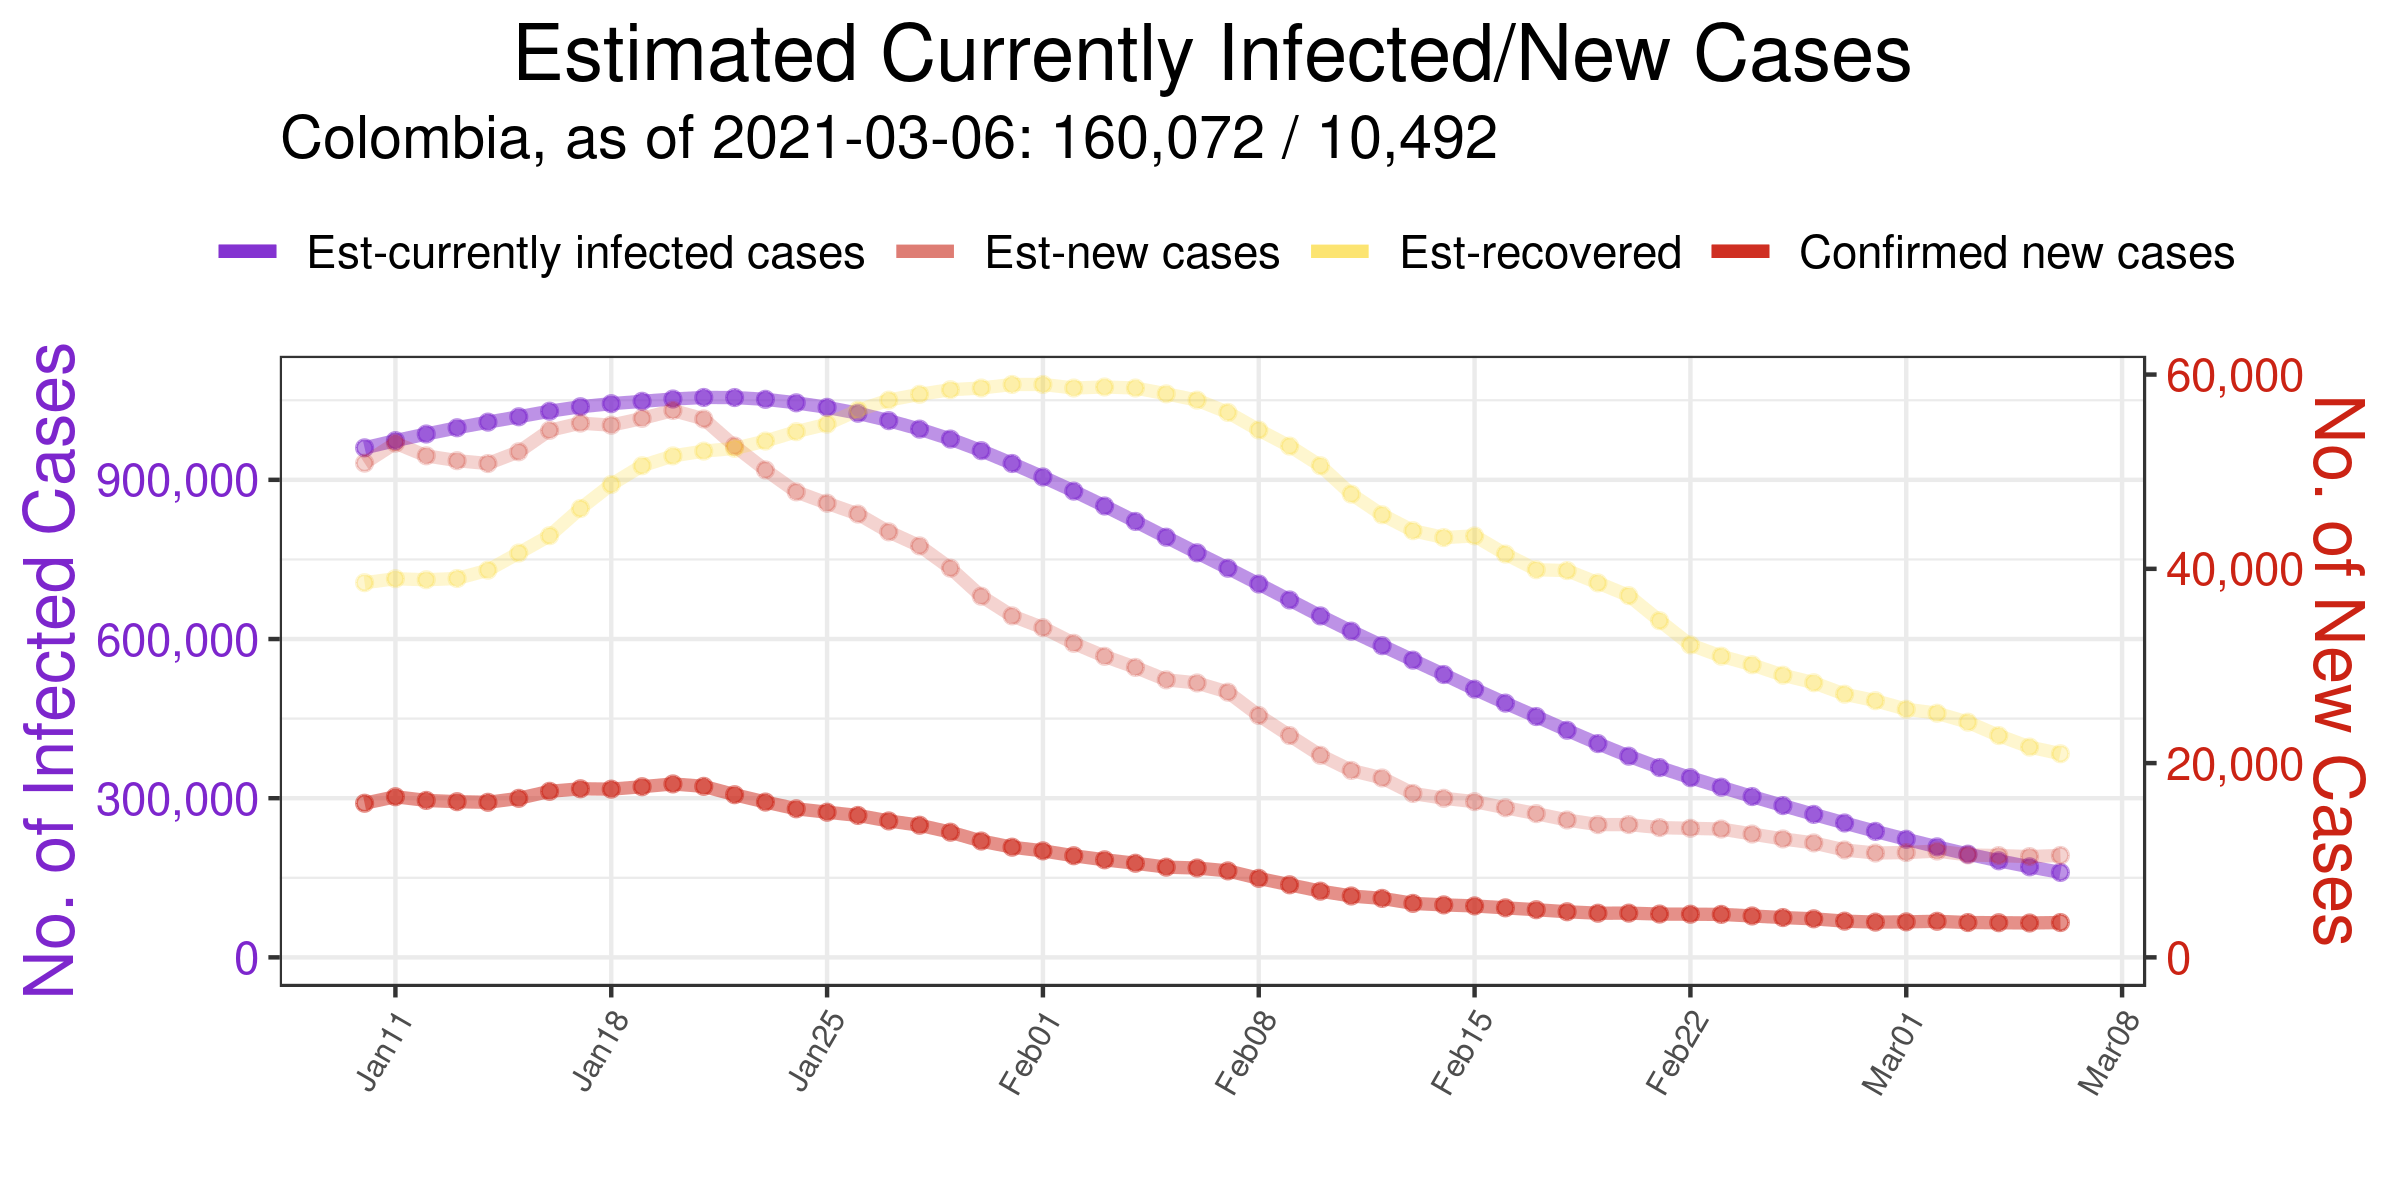 Estimated Currently Infected/New Cases
Colombia, as of 2021-03-06: 160,072 / 10,492
Est-currently infected cases Est-new cases Est-recovered Confirmed new cases
No. of Infected Cases
900,000
600,000
300,000
0
60,000
40,000
20,000
0
No. of New Cases
Jan11 Jan18 Jan25 Feb01 Feb08 Feb15 Feb22 Mar01 Mar08